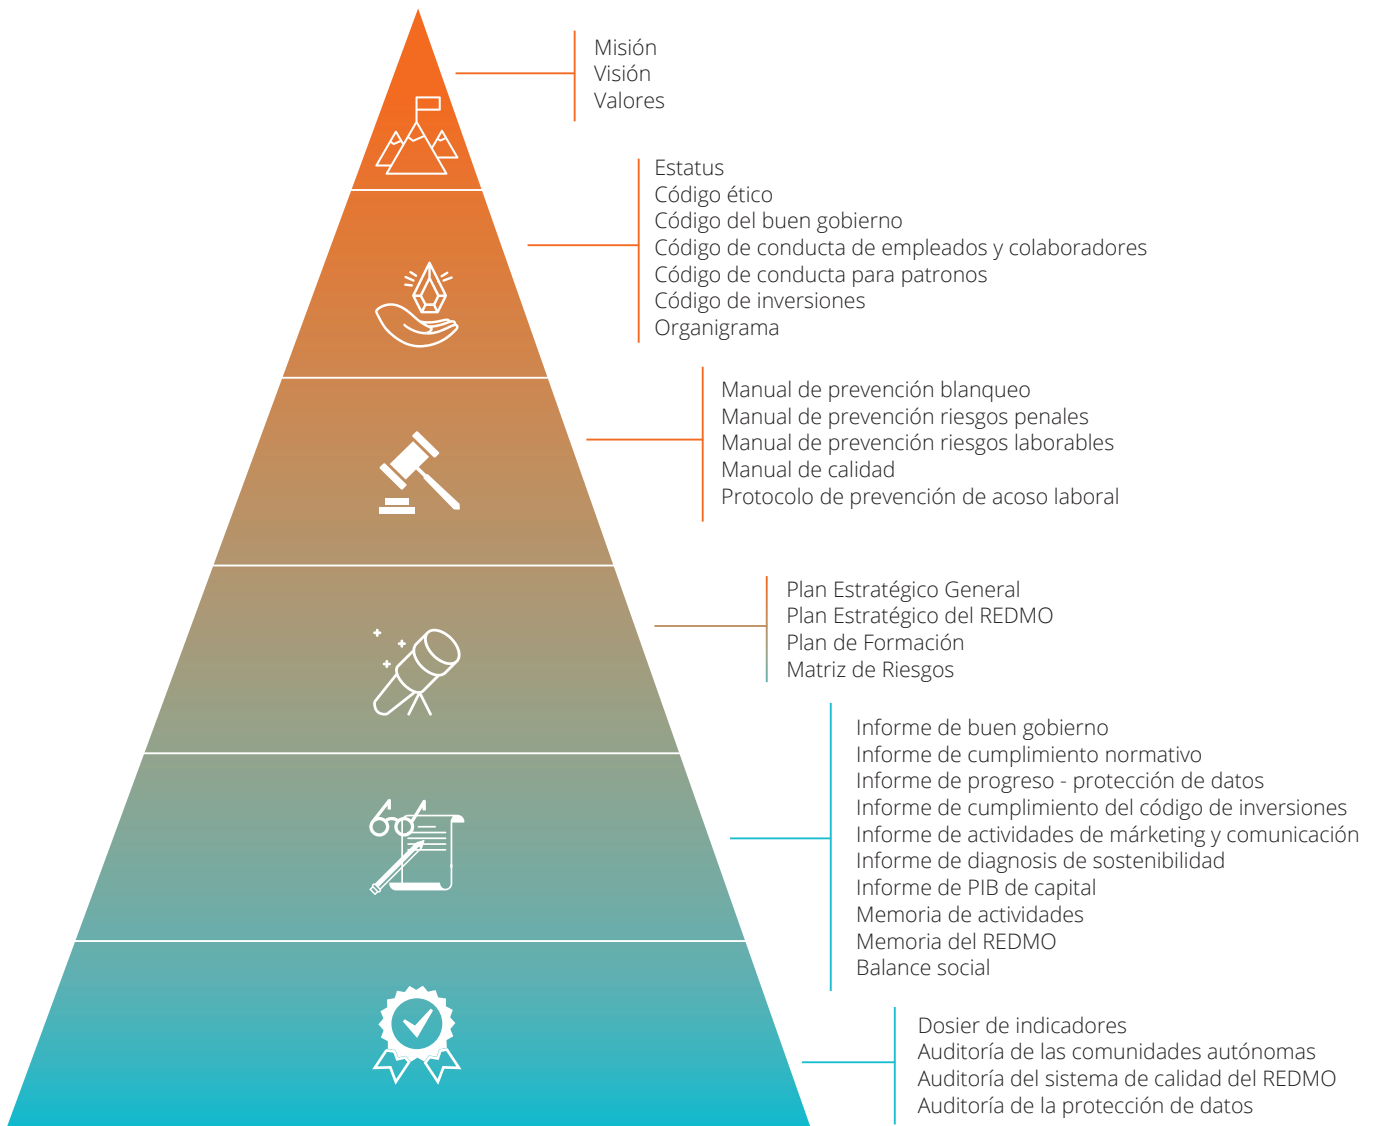 Misión
Visión
Valores
Estatus
Código ético
Código del buen gobierno
Código de conducta de empleados y colaboradores
Código de conducta para patronos
Código de inversiones
Organigrama
Manual de prevención blanqueo
Manual de prevención riesgos penales
Manual de prevención riesgos laborables
Manual de calidad
Protocolo de prevención de acoso laboral
Plan Estratégico General
Plan Estratégico del REDMO
Plan de Formación
Matriz de Riesgos
Informe de buen gobierno
Informe de cumplimiento normativo
Informe de progreso - protección de datos
Informe de cumplimiento del código de inversiones
Informe de actividades de márketing y comunicación
Informe de diagnosis de sostenibilidad
Informe de PIB de capital
Memoria de actividades
Memoria del REDMO
Balance social
Dosier de indicadores
Auditoría de las comunidades autónomas
Auditoría del sistema de calidad del REDMO
Auditoría de la protección de datos